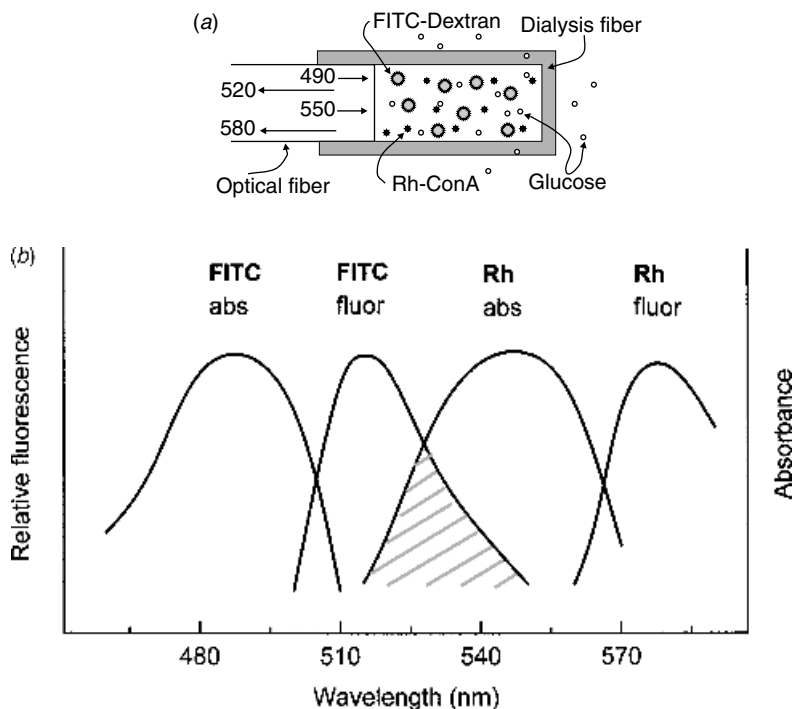 (a)
FITC-Dextran
Dialysis fiber
490
520
550
580
Optical fiber
Rh-ConA
Glucose
(b)
FITC FITC Rh Rh
abs fluor abs fluor
Relative fluorescence
Absorbance
480 510 540 570
Wavelength (nm)